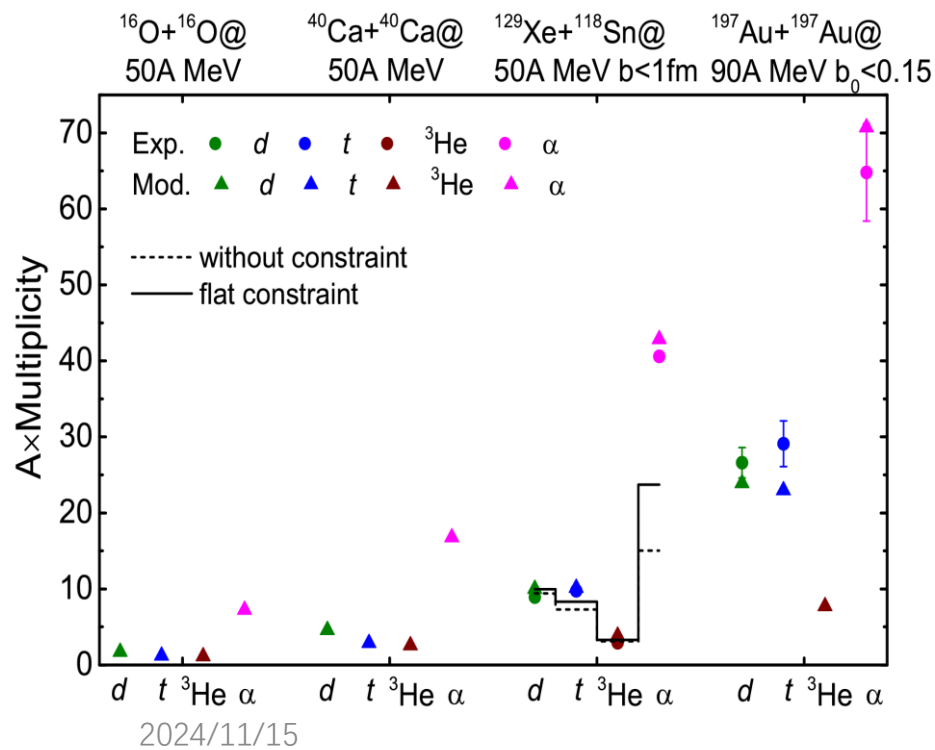 ¹⁶O+¹⁶O@ ⁴⁰Ca+⁴⁰Ca@ ¹²⁹Xe+¹¹⁸Sn@ ¹⁹⁷Au+¹⁹⁷Au@
50A MeV 50A MeV 50A MeV b<1fm 90A MeV b₀<0.15
Exp. d t ³He α
Mod. d t ³He α
without constraint
flat constraint
A×Multiplicity
70
60
50
40
30
20
10
0
d t ³He α d t ³He α d t ³He α d t ³He α
2024/11/15